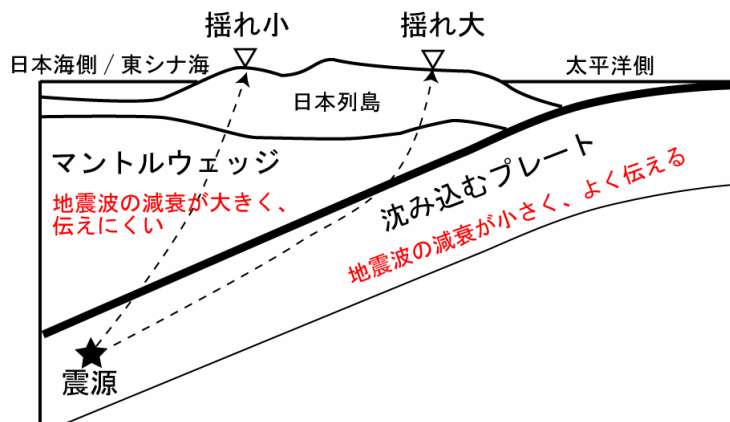 揺れ小
揺れ大
日本海側 / 東シナ海
太平洋側
日本列島
マントルウェッジ
地震波の減衰が大きく、
伝えにくい
沈み込むプレート
地震波の減衰が小さく、よく伝える
震源